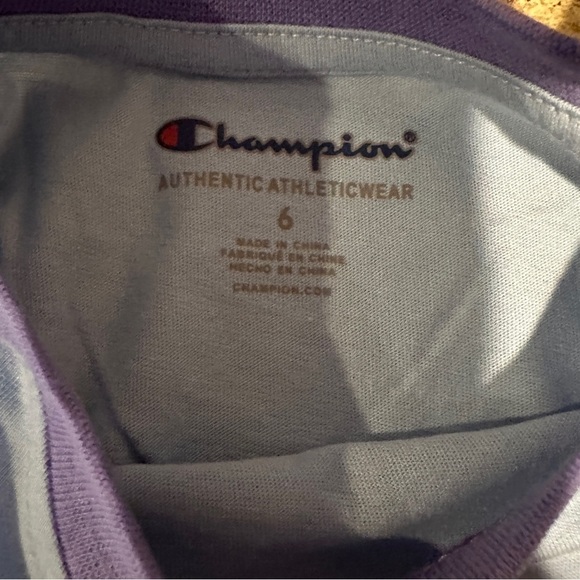 Champion®
AUTHENTIC ATHLETICWEAR
6
MADE IN CHINA
FABRIQUÉ EN CHINE
HECHO EN CHINA
CHAMPION.COM